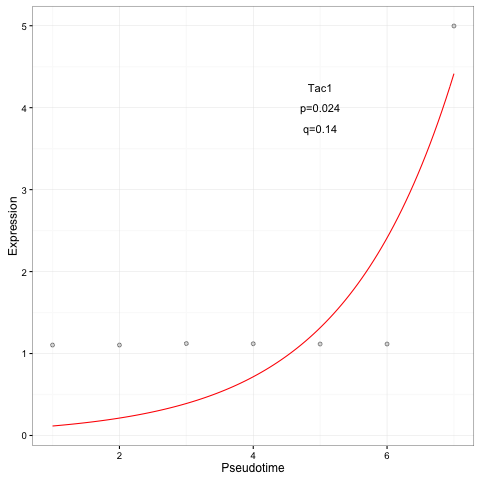 Tac1
p=0.024
q=0.14
5
4
3
2
1
0
Expression
2 4 6
Pseudotime